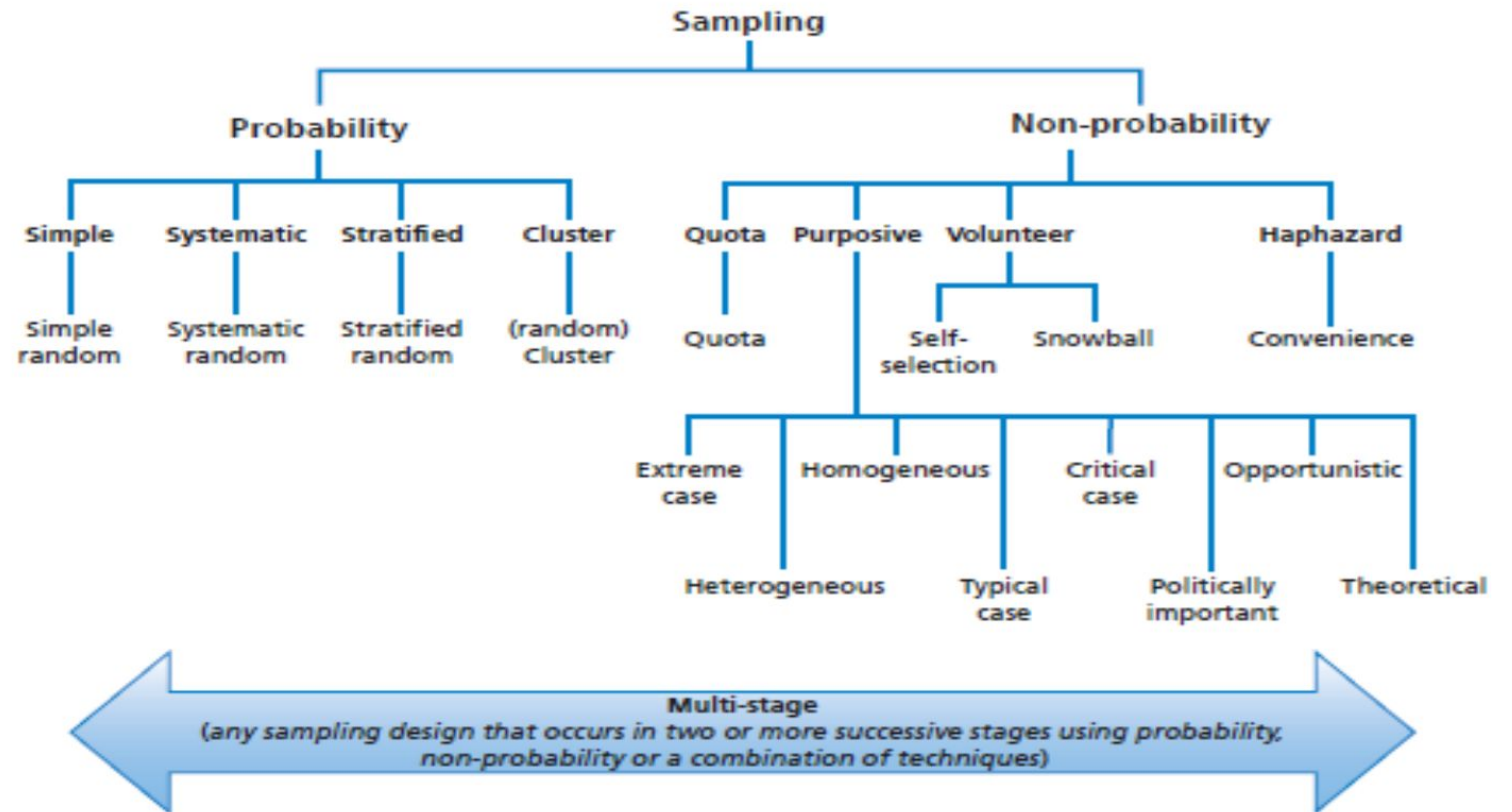 Sampling
Probability
Non-probability
Simple
Systematic
Stratified
Cluster
Quota
Purposive
Volunteer
Haphazard
Simple
random
Systematic
random
Stratified
random
(random)
Cluster
Quota
Self-
selection
Snowball
Convenience
Extreme
case
Homogeneous
Critical
case
Opportunistic
Heterogeneous
Typical
case
Politically
important
Theoretical
Multi-stage
(any sampling design that occurs in two or more successive stages using probability,
non-probability or a combination of techniques)